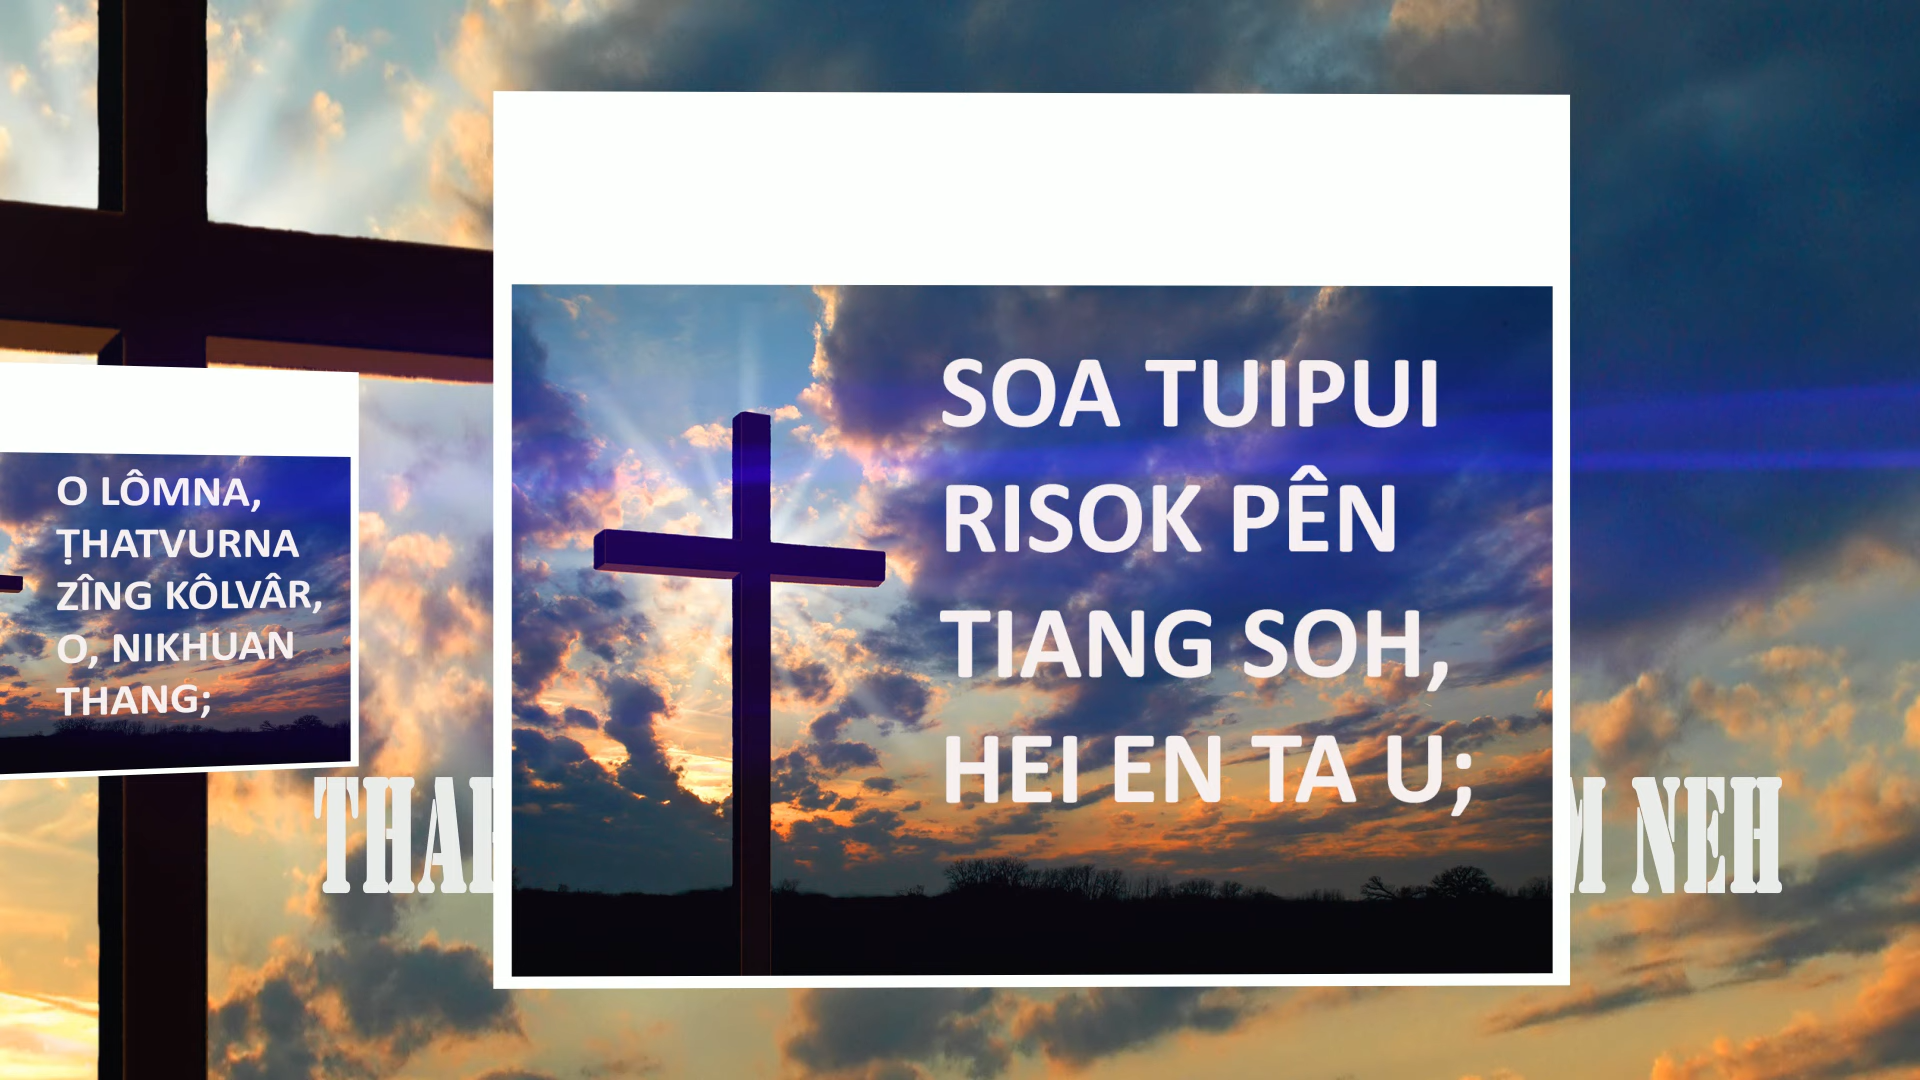 O LÔMNA,
ṬHATVURNA
ZÎNG KÔLVÂR,
O, NIKHUAN
THANG;
SOA TUIPUI
RISOK PÊN
TIANG SOH,
HEI EN TA U;
NEH